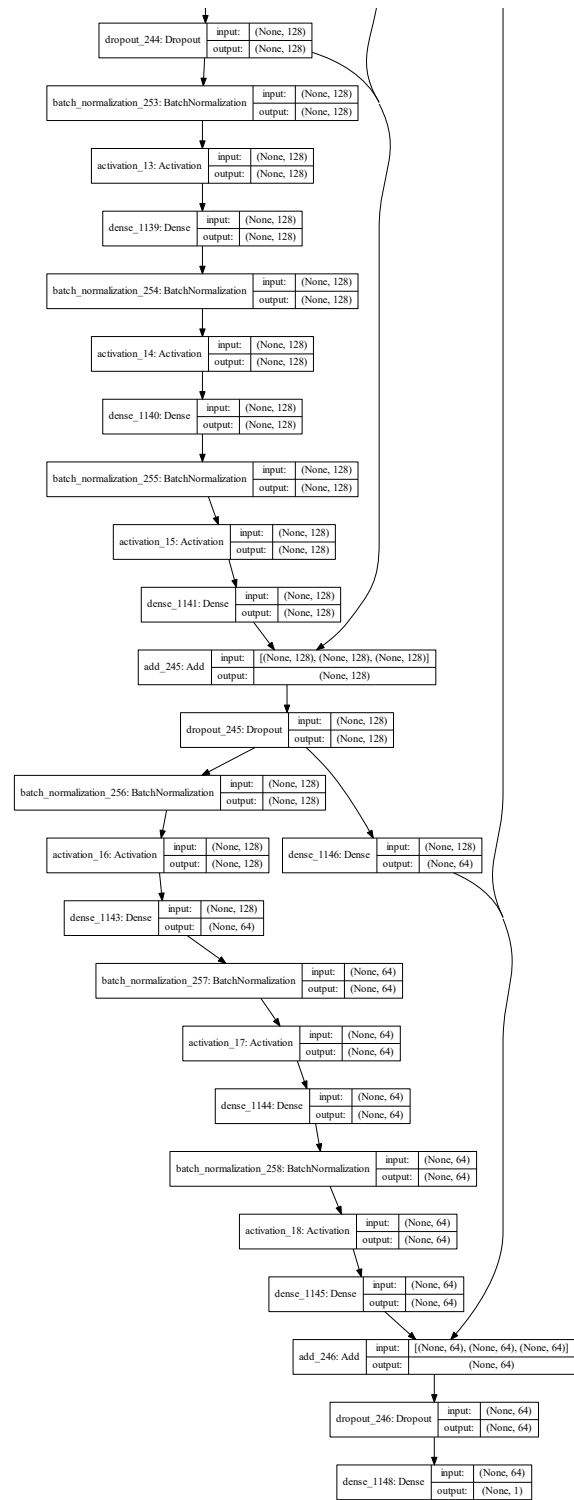 dropout_244: Dropout input: (None, 128)
output: (None, 128)
batch_normalization_253: BatchNormalization input: (None, 128)
output: (None, 128)
activation_13: Activation input: (None, 128)
output: (None, 128)
dense_1139: Dense input: (None, 128)
output: (None, 128)
batch_normalization_254: BatchNormalization input: (None, 128)
output: (None, 128)
activation_14: Activation input: (None, 128)
output: (None, 128)
dense_1140: Dense input: (None, 128)
output: (None, 128)
batch_normalization_255: BatchNormalization input: (None, 128)
output: (None, 128)
activation_15: Activation input: (None, 128)
output: (None, 128)
dense_1141: Dense input: (None, 128)
output: (None, 128)
add_245: Add input: [(None, 128), (None, 128), (None, 128)]
output: (None, 128)
dropout_245: Dropout input: (None, 128)
output: (None, 128)
batch_normalization_256: BatchNormalization input: (None, 128)
output: (None, 128)
activation_16: Activation input: (None, 128)
output: (None, 128)
dense_1146: Dense input: (None, 128)
output: (None, 64)
dense_1143: Dense input: (None, 128)
output: (None, 64)
batch_normalization_257: BatchNormalization input: (None, 64)
output: (None, 64)
activation_17: Activation input: (None, 64)
output: (None, 64)
dense_1144: Dense input: (None, 64)
output: (None, 64)
batch_normalization_258: BatchNormalization input: (None, 64)
output: (None, 64)
activation_18: Activation input: (None, 64)
output: (None, 64)
dense_1145: Dense input: (None, 64)
output: (None, 64)
add_246: Add input: [(None, 64), (None, 64), (None, 64)]
output: (None, 64)
dropout_246: Dropout input: (None, 64)
output: (None, 64)
dense_1148: Dense input: (None, 64)
output: (None, 1)